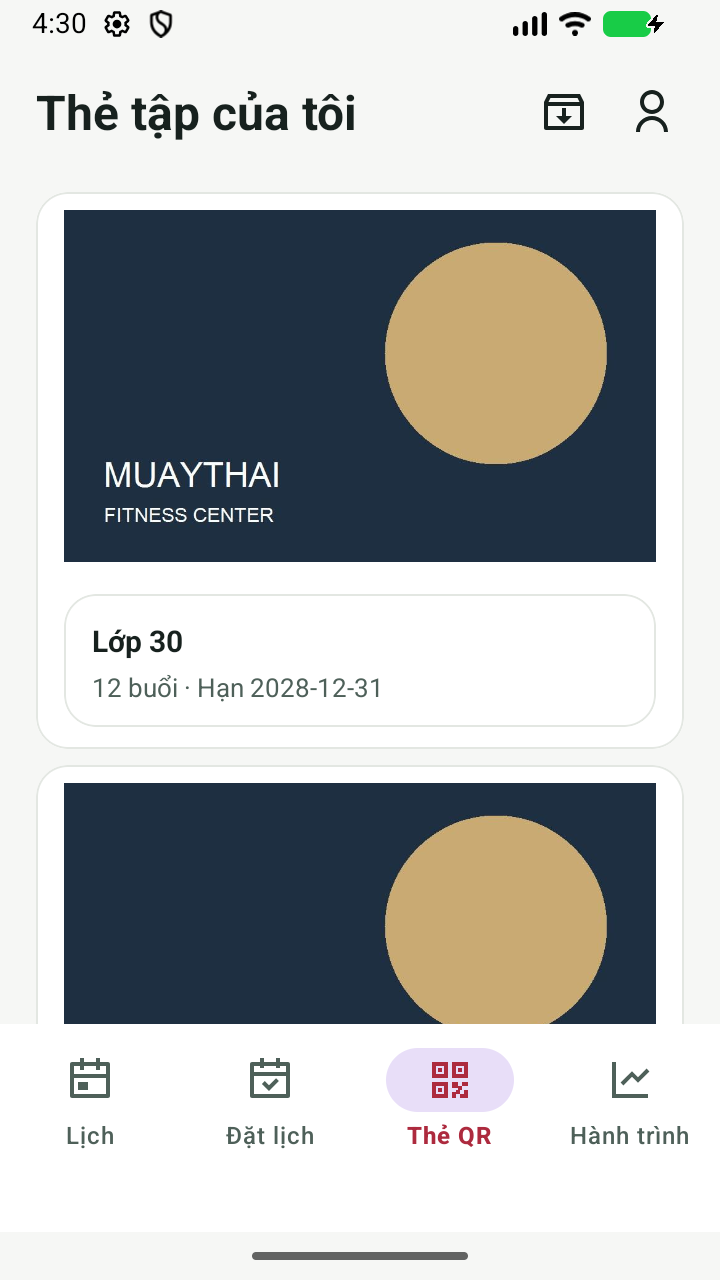 4:30
Thẻ tập của tôi
MUAYTHAI
FITNESS CENTER
Lớp 30
12 buổi · Hạn 2028-12-31
Lịch
Đặt lịch
Thẻ QR
Hành trình